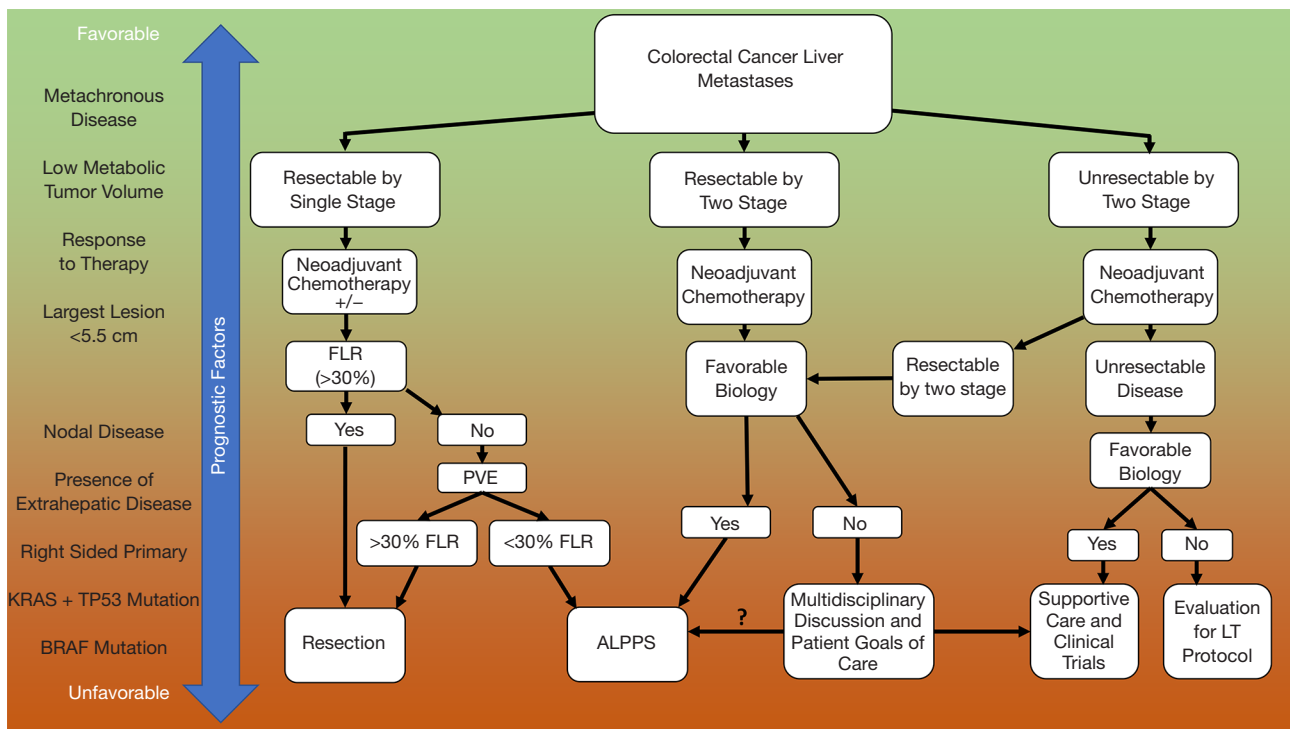 Favorable
Metachronous
Disease
Low Metabolic
Tumor Volume
Response
to Therapy
Largest Lesion
<5.5 cm
Nodal Disease
Presence of
Extrahepatic Disease
Right Sided Primary
KRAS + TP53 Mutation
BRAF Mutation
Unfavorable
Prognostic Factors
Colorectal Cancer Liver
Metastases
Resectable by
Single Stage
Neoadjuvant
Chemotherapy
+/−
FLR
(>30%)
Yes
No
PVE
>30% FLR
<30% FLR
Resection
ALPPS
Resectable by
Two Stage
Neoadjuvant
Chemotherapy
Favorable
Biology
Yes
No
Multidisciplinary
Discussion and
Patient Goals of
Care
?
Unresectable by
Two Stage
Neoadjuvant
Chemotherapy
Resectable
by two stage
Unresectable
Disease
Favorable
Biology
Yes
No
Supportive
Care and
Clinical
Trials
Evaluation
for LT
Protocol